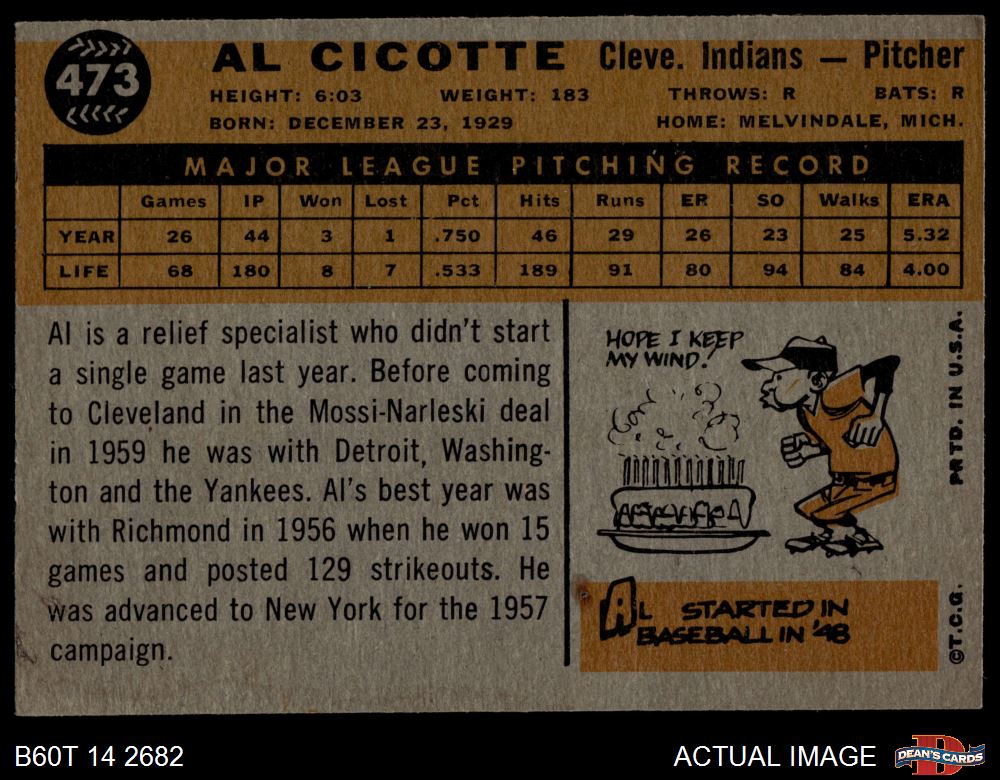 473
AL CICOTTE Cleve. Indians — Pitcher
HEIGHT: 6:03 WEIGHT: 183 THROWS: R BATS: R
BORN: DECEMBER 23, 1929 HOME: MELVINDALE, MICH.
MAJOR LEAGUE PITCHING RECORD
Games IP Won Lost Pct Hits Runs ER SO Walks ERA
YEAR 26 44 3 1 .750 46 29 26 23 25 5.32
LIFE 68 180 8 7 .533 189 91 80 94 84 4.00
Al is a relief specialist who didn't start
a single game last year. Before coming
to Cleveland in the Mossi-Narleski deal
in 1959 he was with Detroit, Washing-
ton and the Yankees. Al's best year was
with Richmond in 1956 when he won 15
games and posted 129 strikeouts. He
was advanced to New York for the 1957
campaign.
HOPE I KEEP
MY WIND!
AL STARTED IN
BASEBALL IN '48
PRTD. IN U.S.A.
©T.C.G.
B60T 14 2682
ACTUAL IMAGE
D
DEAN'S CARDS